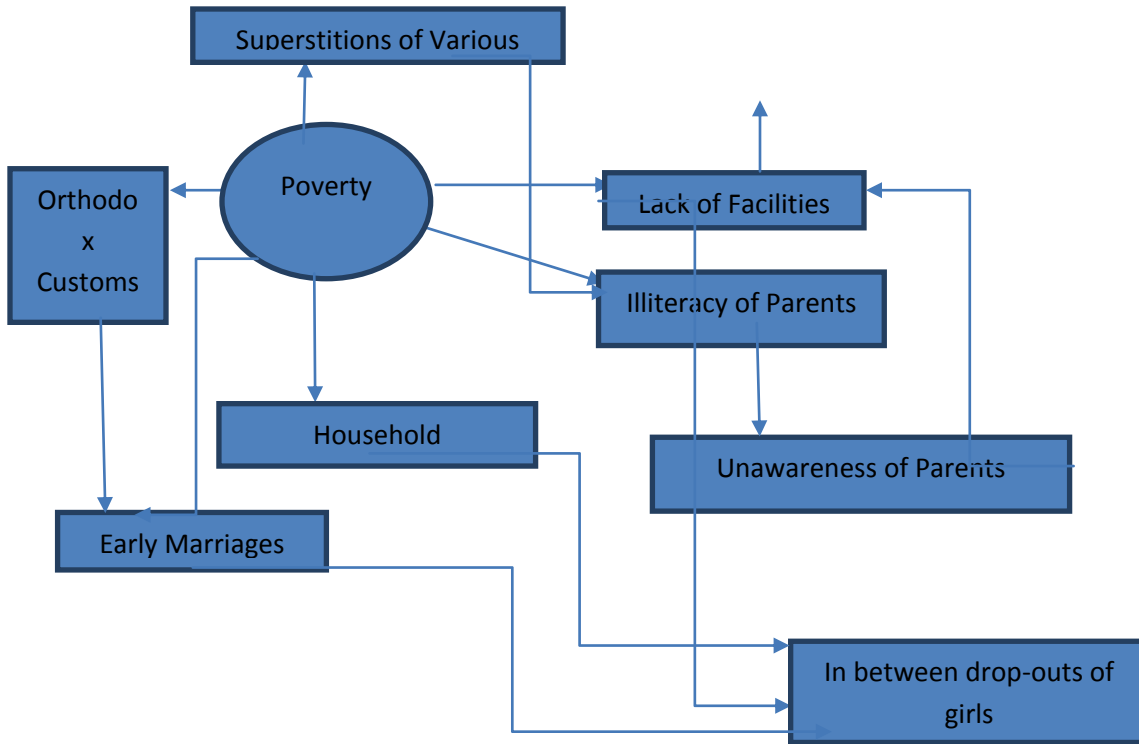 Superstitions of Various
Poverty
Orthodo
x
Customs
Lack of Facilities
Illiteracy of Parents
Household
Unawareness of Parents
Early Marriages
In between drop-outs of
girls